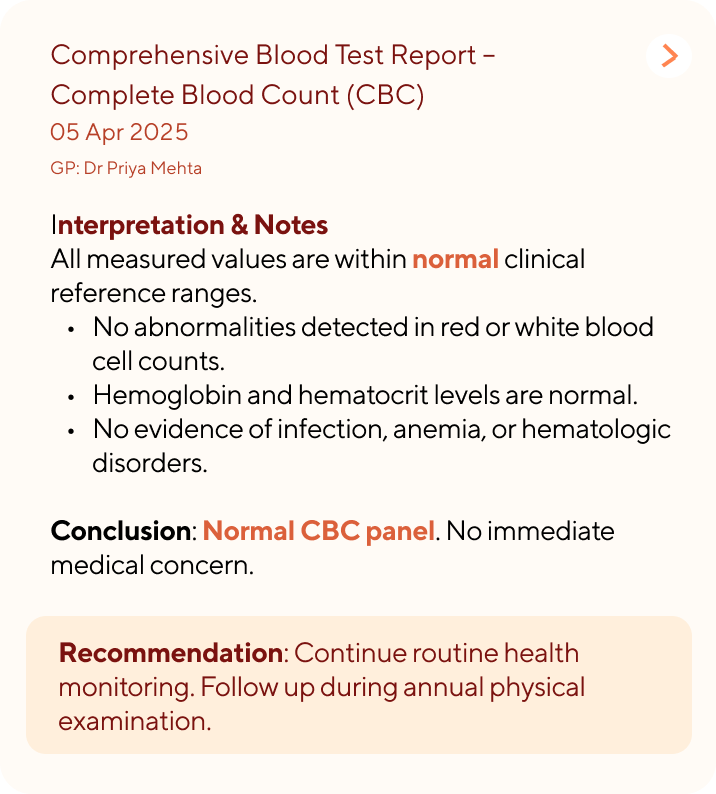 Comprehensive Blood Test Report –
Complete Blood Count (CBC)
05 Apr 2025
GP: Dr Priya Mehta
Interpretation & Notes
All measured values are within normal clinical
reference ranges.
• No abnormalities detected in red or white blood
cell counts.
• Hemoglobin and hematocrit levels are normal.
• No evidence of infection, anemia, or hematologic
disorders.
Conclusion: Normal CBC panel. No immediate
medical concern.
Recommendation: Continue routine health
monitoring. Follow up during annual physical
examination.